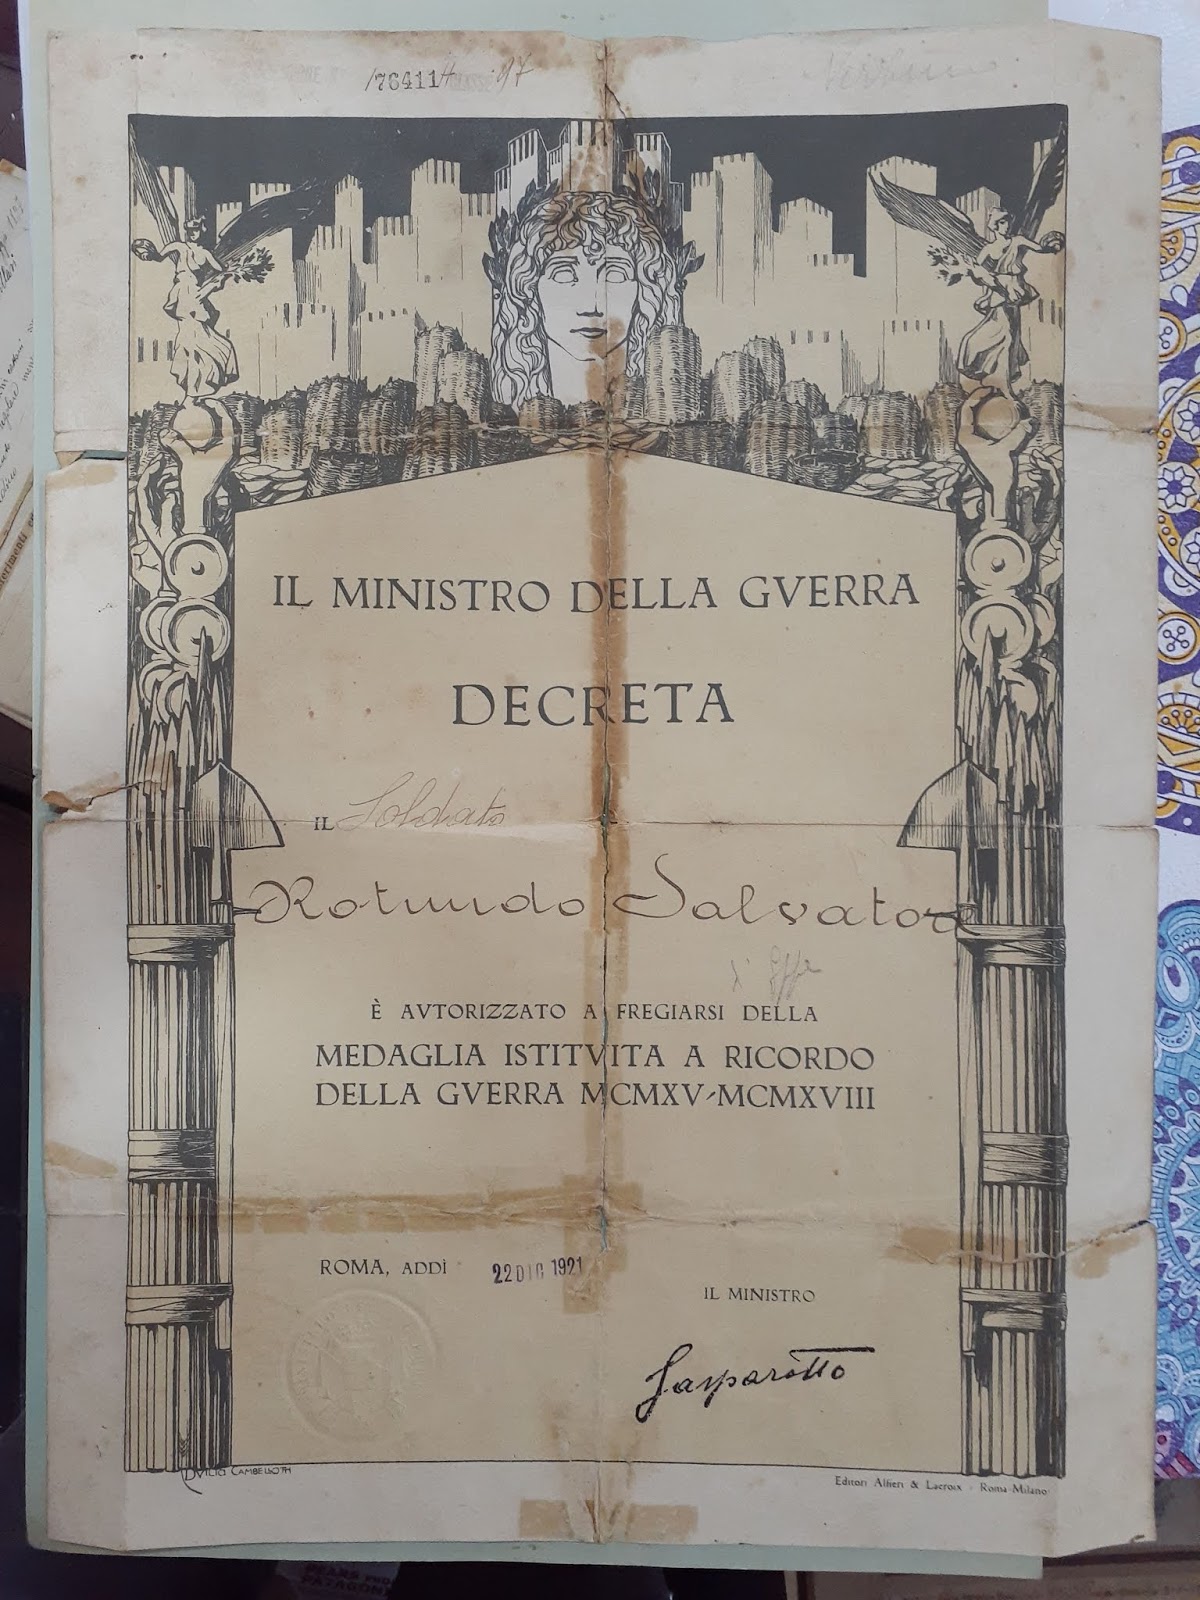 76411 A CLASSE 97
IL MINISTRO DELLA GVERRA
DECRETA
IL Soldato
Rotundo Salvatore
È AVTORIZZATO A FREGIARSI DELLA
MEDAGLIA ISTITVITA A RICORDO
DELLA GVERRA MCMXV-MCMXVIII
ROMA, ADDÌ 22 DIC 1921
IL MINISTRO
Gasparotto
DVILIO CAMBELLOTTI
Editori Alfieri & Lacroix - Roma-Milano